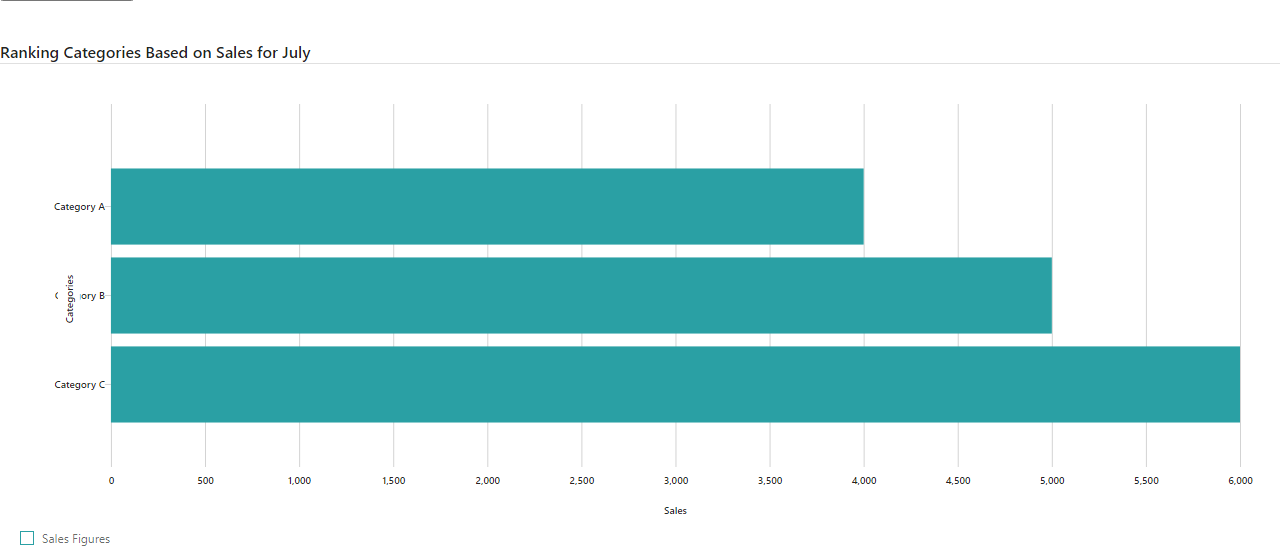 Ranking Categories Based on Sales for July
Category A
Categories
ory B
Category C
0 500 1,000 1,500 2,000 2,500 3,000 3,500 4,000 4,500 5,000 5,500 6,000
Sales
Sales Figures